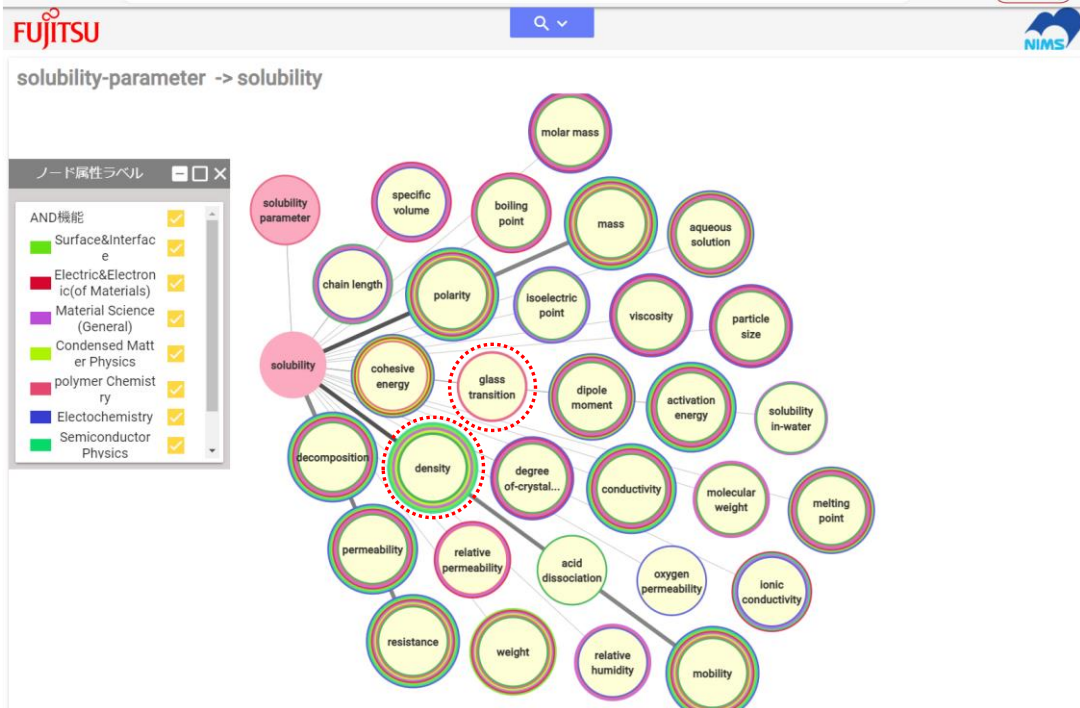 FUJITSU
NIMS
solubility-parameter -> solubility
ノード属性ラベル
AND機能
Surface&Interfac
e
Electric&Electron
ic(of Materials)
Material Science
(General)
Condensed Matt
er Physics
polymer Chemist
ry
Electochemistry
Semiconductor
Physics
molar mass
solubility
parameter
specific
volume
boiling
point
mass
aqueous
solution
chain length
polarity
isoelectric
point
viscosity
particle
size
solubility
cohesive
energy
glass
transition
dipole
moment
activation
energy
solubility
in-water
decomposition
density
degree
of-crystal...
conductivity
molecular
weight
melting
point
permeability
relative
permeability
acid
dissociation
oxygen
permeability
ionic
conductivity
resistance
weight
relative
humidity
mobility